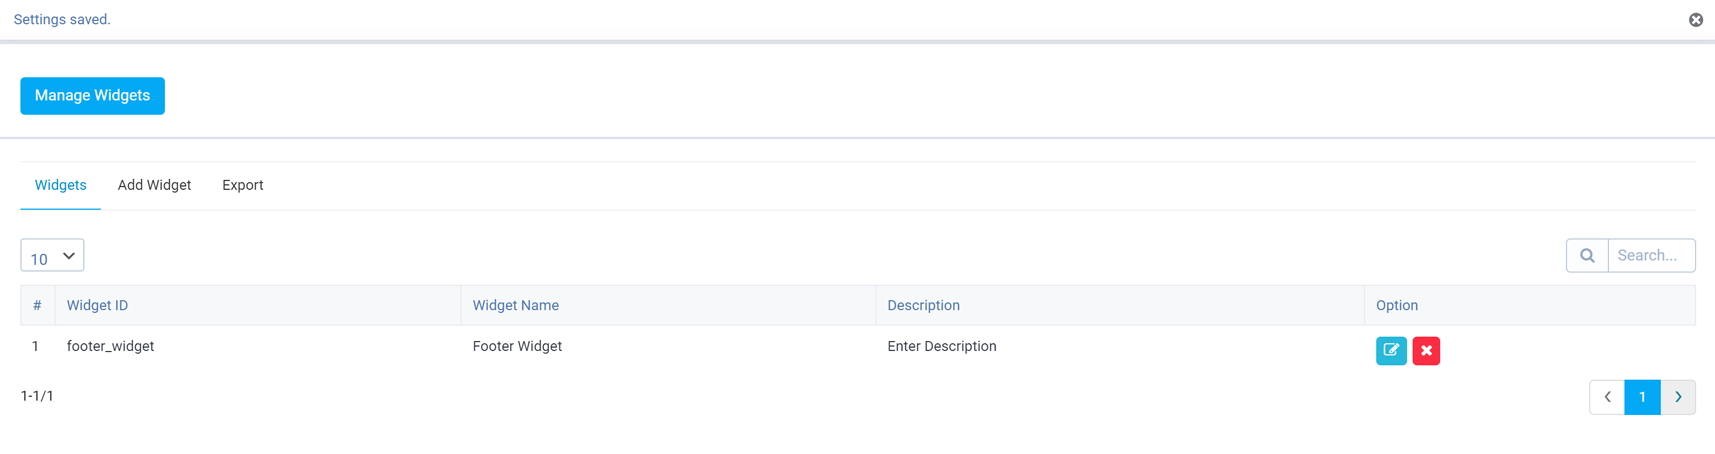 Settings saved.
Manage Widgets
Widgets Add Widget Export
10 Search...
# Widget ID Widget Name Description Option
1 footer_widget Footer Widget Enter Description
1-1/1 1